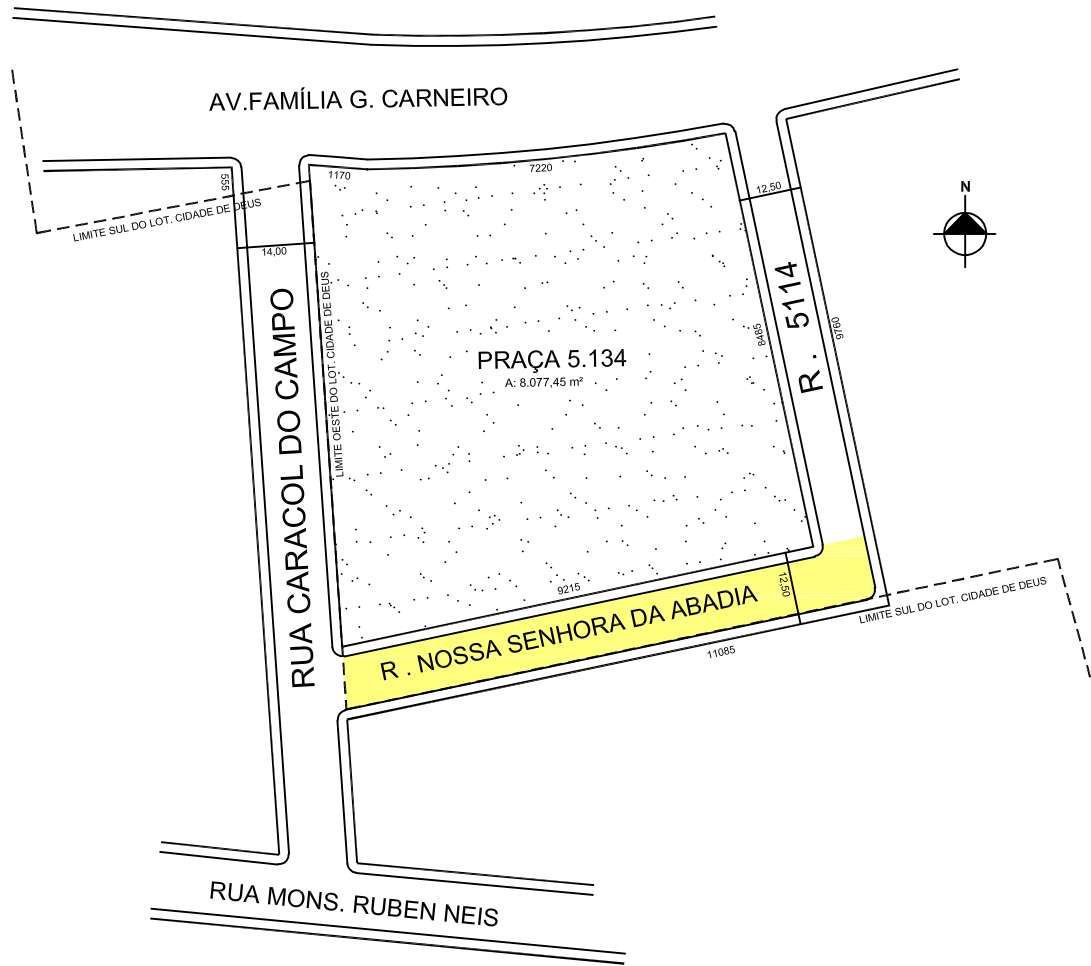 AV.FAMÍLIA G. CARNEIRO
1170
7220
555
12,50
N
LIMITE SUL DO LOT. CIDADE DE DEUS
14,00
RUA CARACOL DO CAMPO
LIMITE OESTE DO LOT. CIDADE DE DEUS
PRAÇA 5.134
A: 8.077,45 m²
8485
R . 5114
9760
9215
12,50
R . NOSSA SENHORA DA ABADIA
LIMITE SUL DO LOT. CIDADE DE DEUS
11085
RUA MONS. RUBEN NEIS